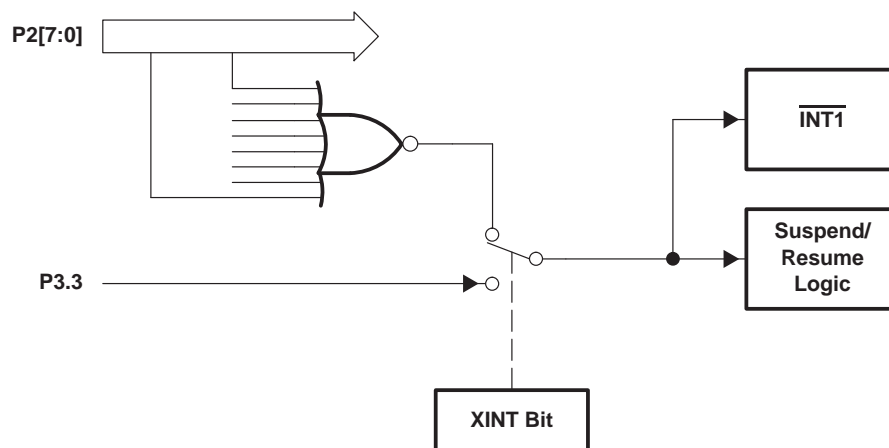 P2[7:0]
INT1
Suspend/
Resume
Logic
P3.3
XINT Bit